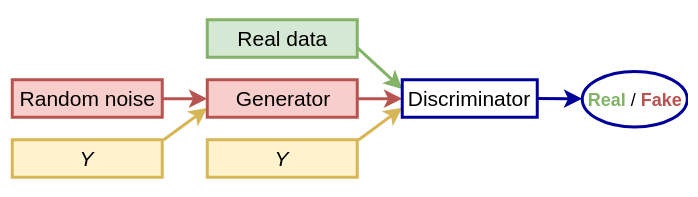 Real data
Random noise
Generator
Discriminator
Real / Fake
Y
Y